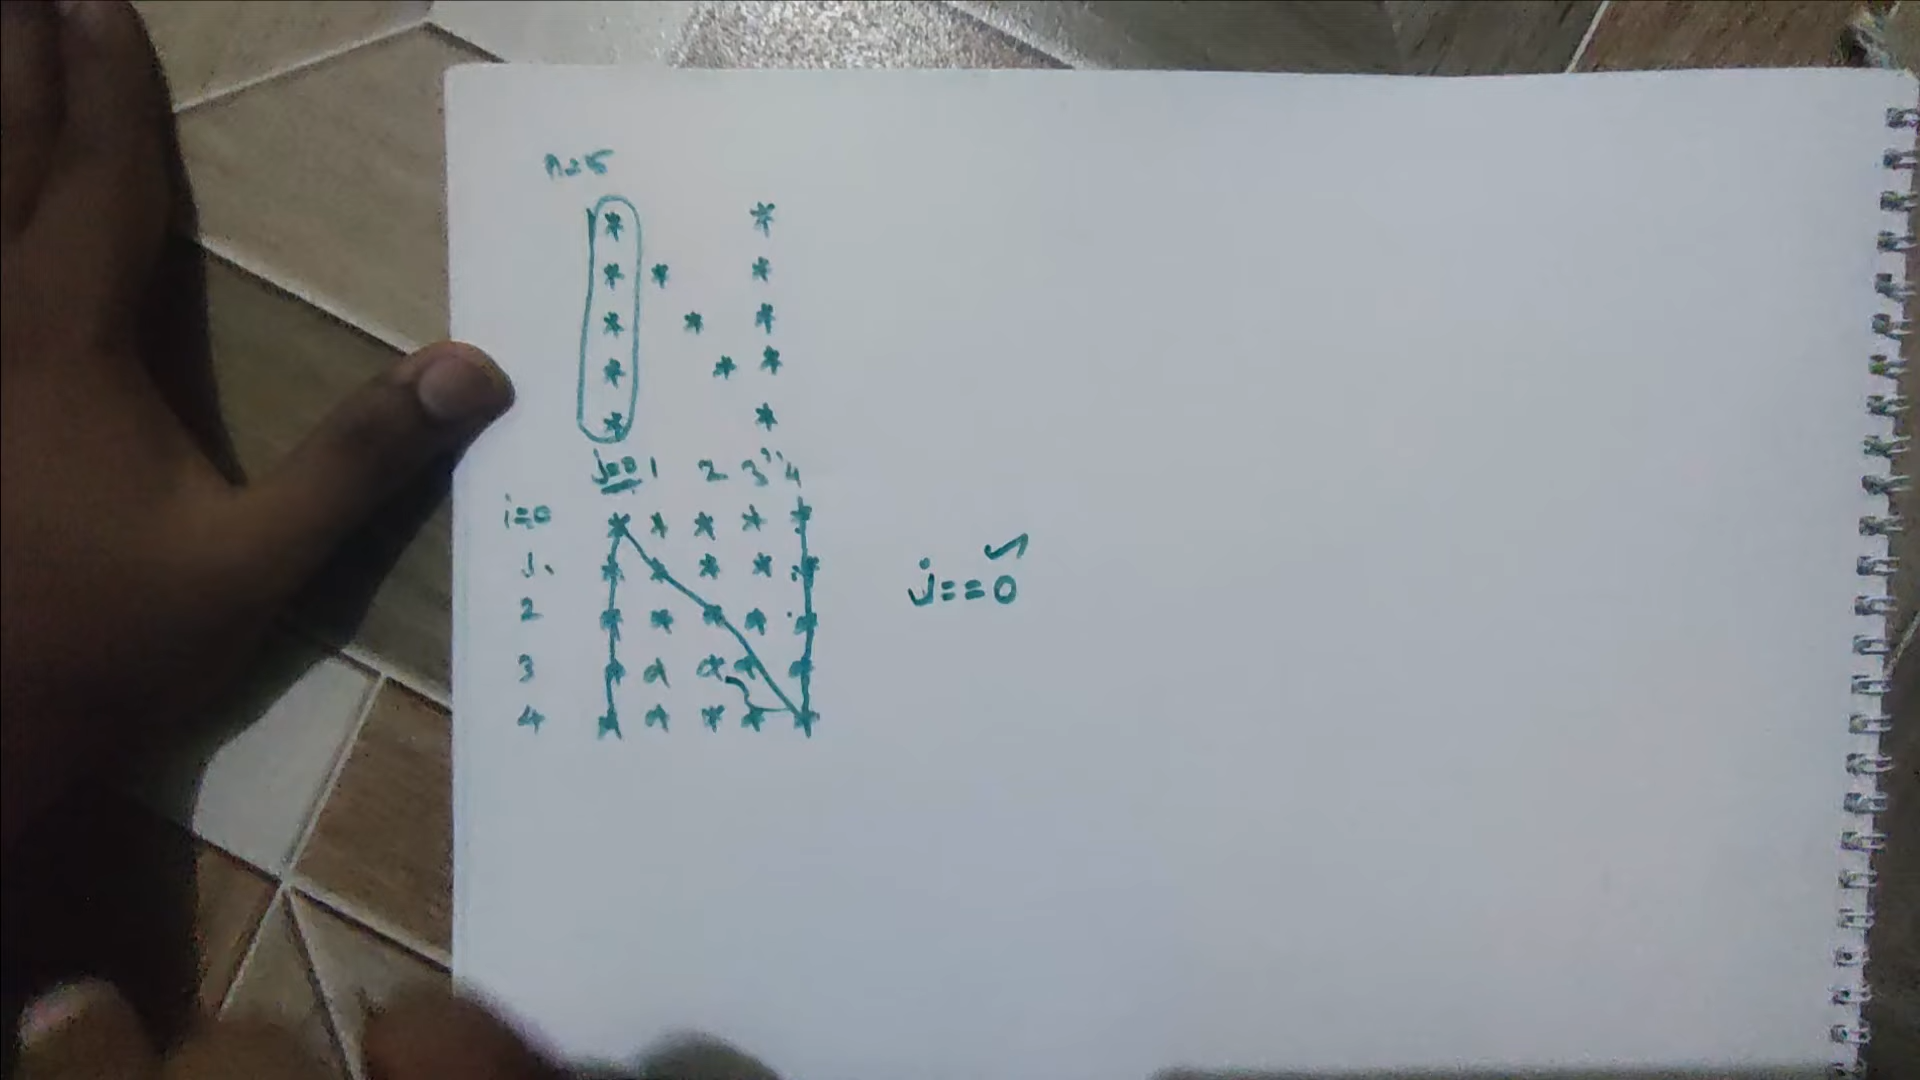 n=5
*       *
* *     *
*   *   *
*     * *
*       *
j=0 1 2 3 4
i=0 * * * * *
1 * * * * *
2 * * * * *
3 * * * * *
4 * * * * *
j==0